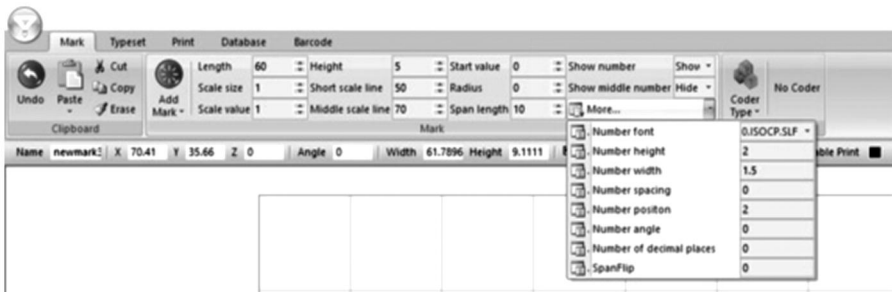 Mark Typeset Print Database Barcode
Undo Paste Cut Copy Erase
Clipboard
Add Mark
Length 60 Height 5 Start value 0 Show number Show
Scale size 1 Short scale line 50 Radius 0 Show middle number Hide
Scale value 1 Middle scale line 70 Span length 10 More...
Mark
Coder Type No Coder
Name newmark X 70.41 Y 35.66 Z 0 Angle 0 Width 61.7896 Height 9.1111 ble Print
Number font 0.ISOCP.SLF
Number height 2
Number width 1.5
Number spacing 0
Number positon 2
Number angle 0
Number of decimal places 0
SpanFlip 0